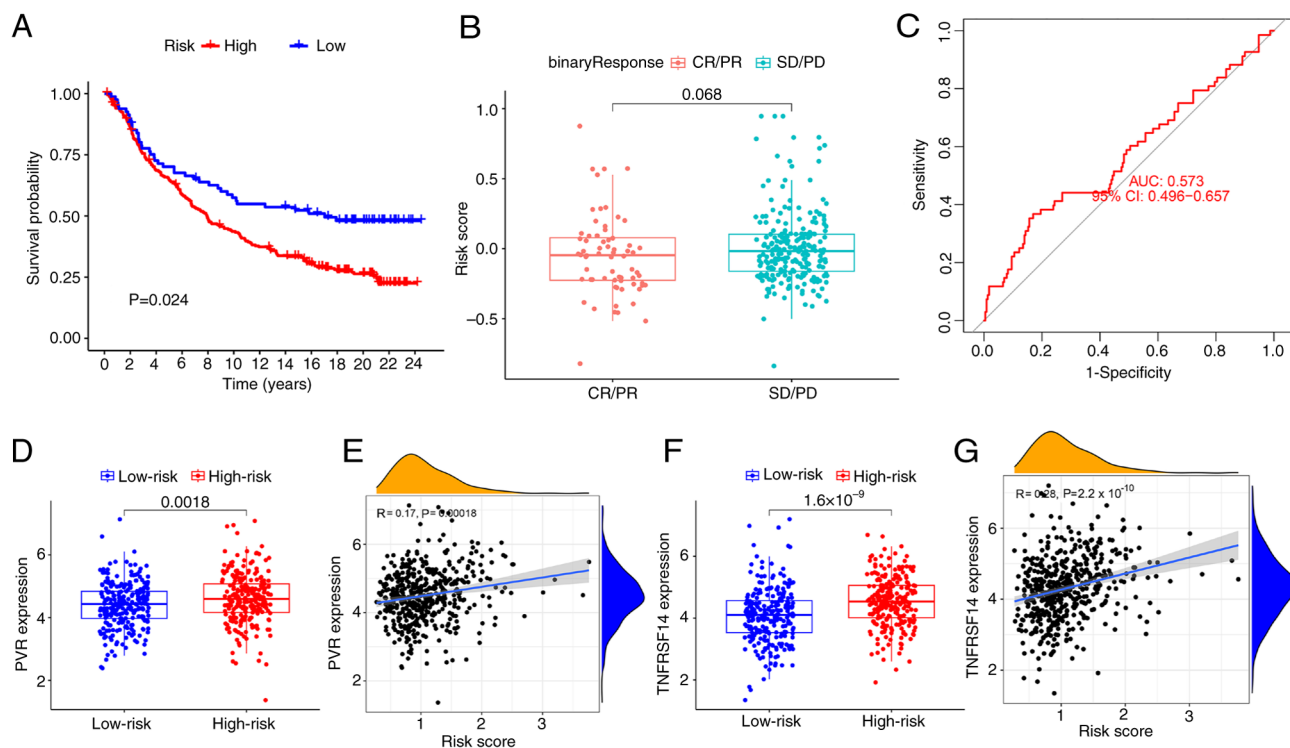 A
Risk High Low
Survival probability
1.00
0.75
0.50
0.25
0.00
P=0.024
0 2 4 6 8 10 12 14 16 18 20 22 24
Time (years)
B
binaryResponse CR/PR SD/PD
0.068
Risk score
1.0
0.5
0.0
−0.5
CR/PR SD/PD
C
Sensitivity
1.0
0.8
0.6
0.4
0.2
0.0
AUC: 0.573
95% CI: 0.496−0.657
0.0 0.2 0.4 0.6 0.8 1.0
1-Specificity
D
Low-risk High-risk
0.0018
PVR expression
6
4
2
Low-risk High-risk
E
R= 0.17, P= 0.00018
PVR expression
6
4
2
1 2 3
Risk score
F
Low-risk High-risk
1.6×10⁻⁹
TNFRSF14 expression
6
4
2
Low-risk High-risk
G
R= 0.28, P=2.2 x 10⁻¹⁰
TNFRSF14 expression
6
4
2
1 2 3
Risk score